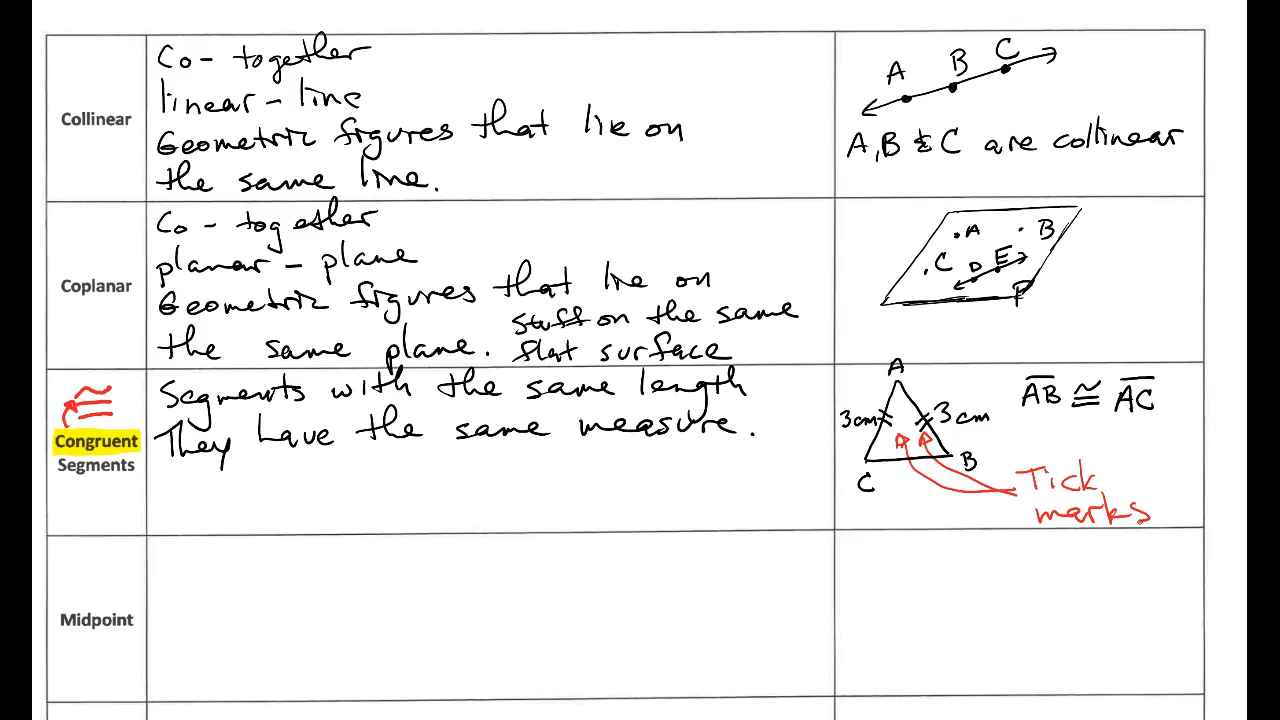 Collinear
Co - together
linear - line
Geometric figures that lie on
the same line.
A B C
A, B & C are collinear
Coplanar
Co - together
planar - plane
Geometric figures that lie on
the same plane.
stuff on the same
flat surface
A B
C D E
P
≅
Congruent
Segments
Segments with the same length
They have the same measure.
A
3cm 3cm
C B
AB ≅ AC
Tick
marks
Midpoint